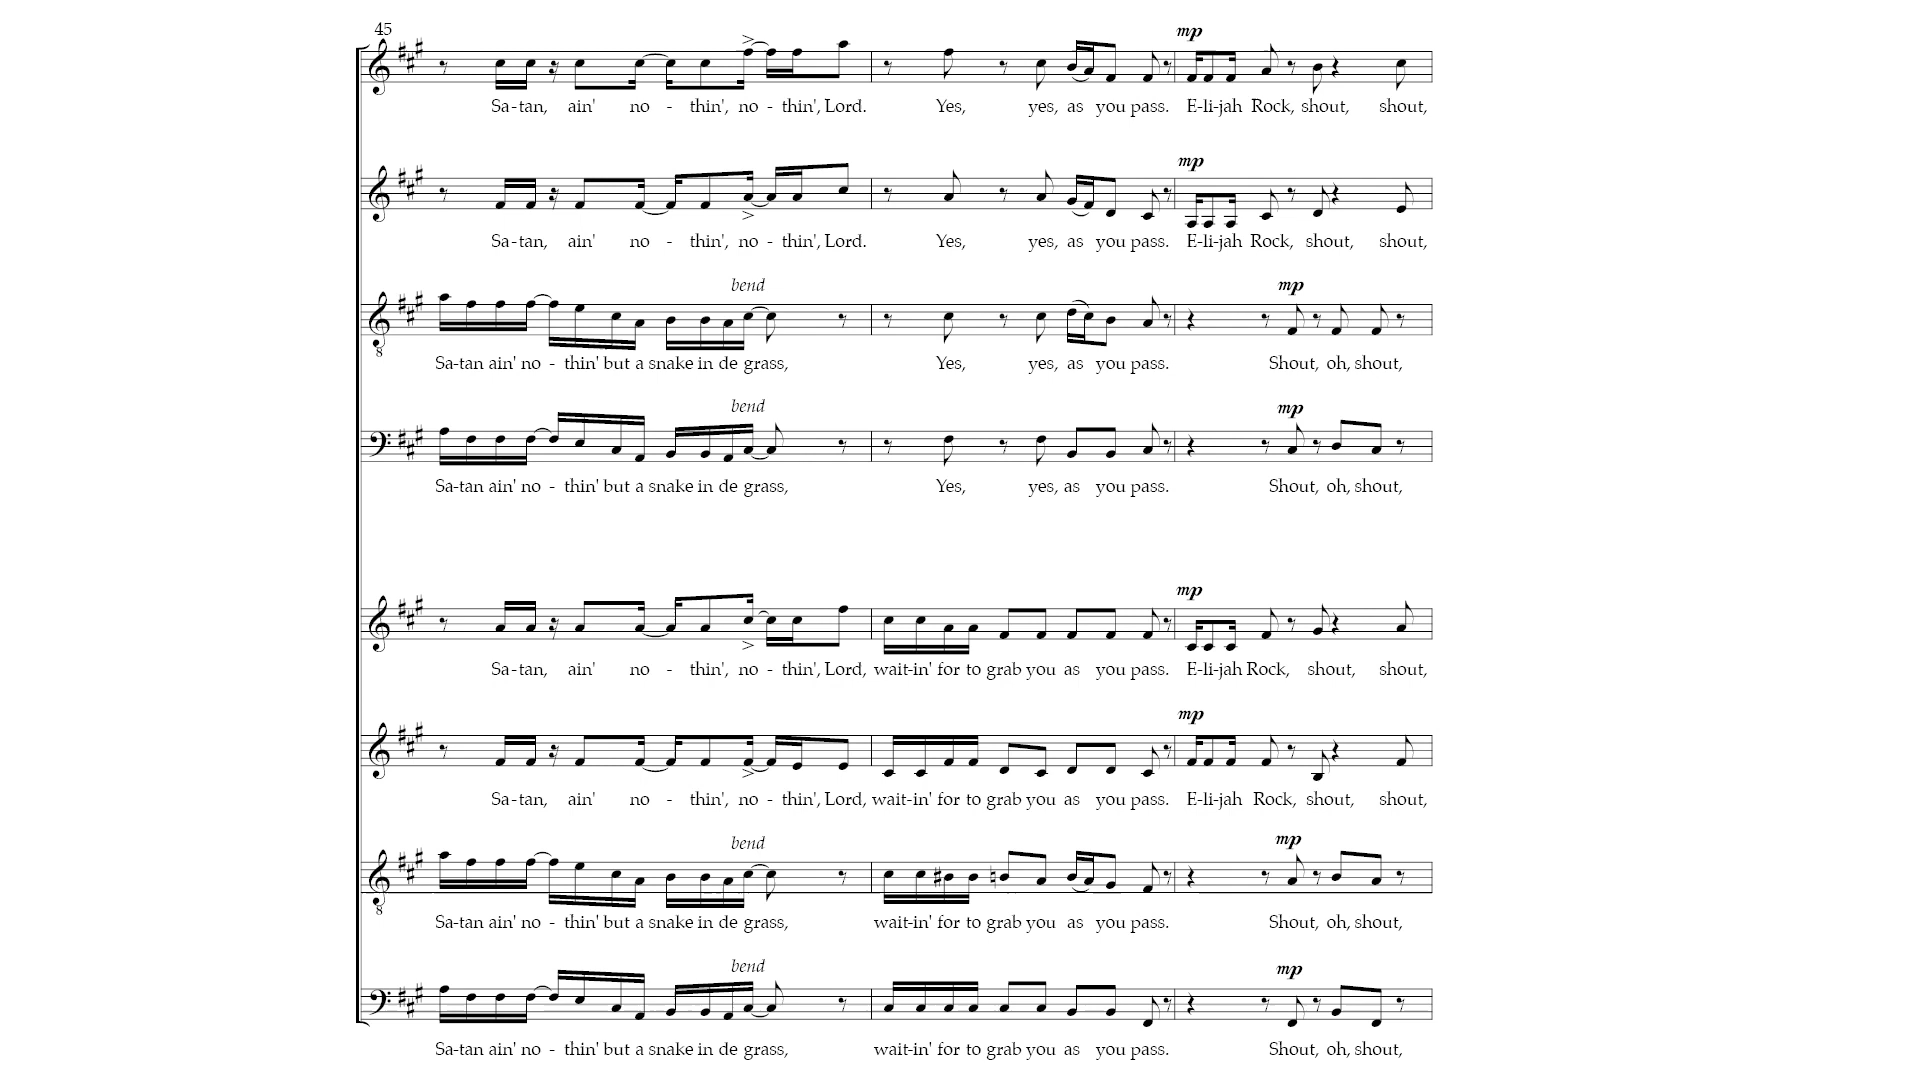 45
mp
Sa-tan, ain' no - thin', no - thin', Lord. Yes, yes, as you pass. E-li-jah Rock, shout, shout,
mp
Sa-tan, ain' no - thin', no - thin', Lord. Yes, yes, as you pass. E-li-jah Rock, shout, shout,
bend mp
8
Sa-tan ain' no - thin' but a snake in de grass, Yes, yes, as you pass. Shout, oh, shout,
bend mp
Sa-tan ain' no - thin' but a snake in de grass, Yes, yes, as you pass. Shout, oh, shout,
mp
Sa-tan, ain' no - thin', no - thin', Lord, wait-in' for to grab you as you pass. E-li-jah Rock, shout, shout,
mp
Sa-tan, ain' no - thin', no - thin', Lord, wait-in' for to grab you as you pass. E-li-jah Rock, shout, shout,
bend mp
8
Sa-tan ain' no - thin' but a snake in de grass, wait-in' for to grab you as you pass. Shout, oh, shout,
bend mp
Sa-tan ain' no - thin' but a snake in de grass, wait-in' for to grab you as you pass. Shout, oh, shout,